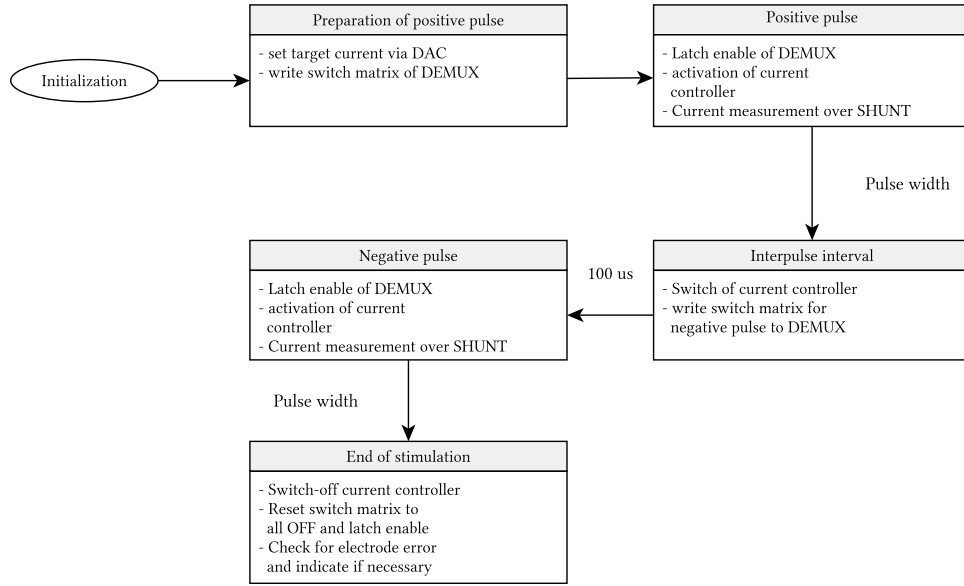 Initialization
Preparation of positive pulse
- set target current via DAC
- write switch matrix of DEMUX
Positive pulse
- Latch enable of DEMUX
- activation of current
controller
- Current measurement over SHUNT
Pulse width
Interpulse interval
- Switch of current controller
- write switch matrix for
negative pulse to DEMUX
100 us
Negative pulse
- Latch enable of DEMUX
- activation of current
controller
- Current measurement over SHUNT
Pulse width
End of stimulation
- Switch-off current controller
- Reset switch matrix to
all OFF and latch enable
- Check for electrode error
and indicate if necessary